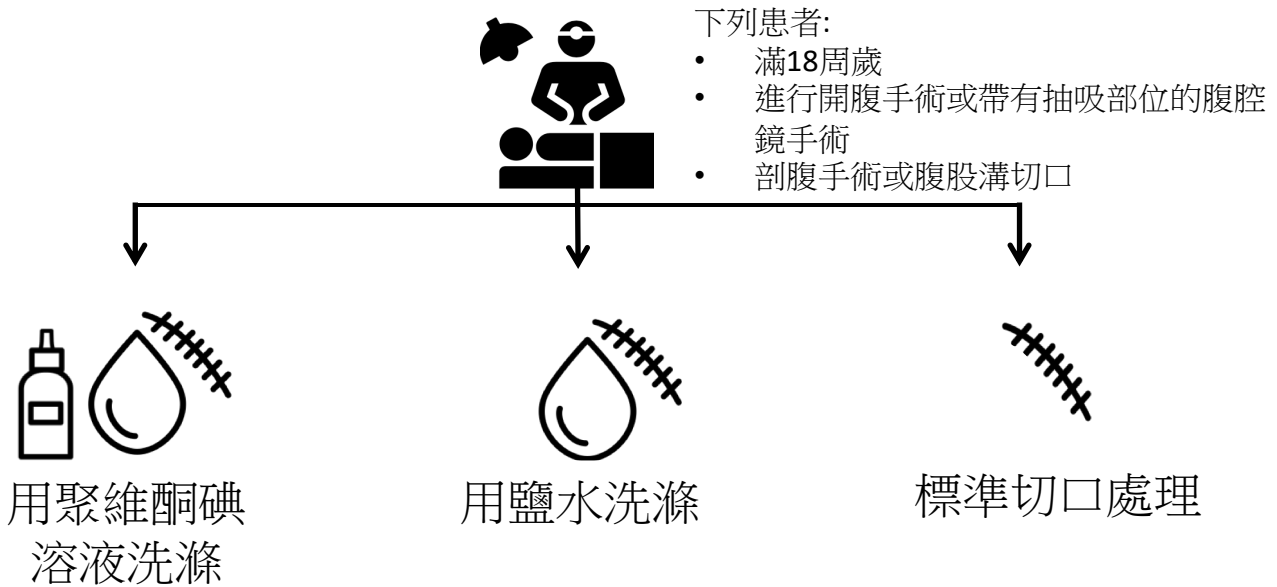 下列患者:
• 滿18周歲
• 進行開腹手術或帶有抽吸部位的腹腔
鏡手術
• 剖腹手術或腹股溝切口
用聚維酮碘
溶液洗滌
用鹽水洗滌
標準切口處理